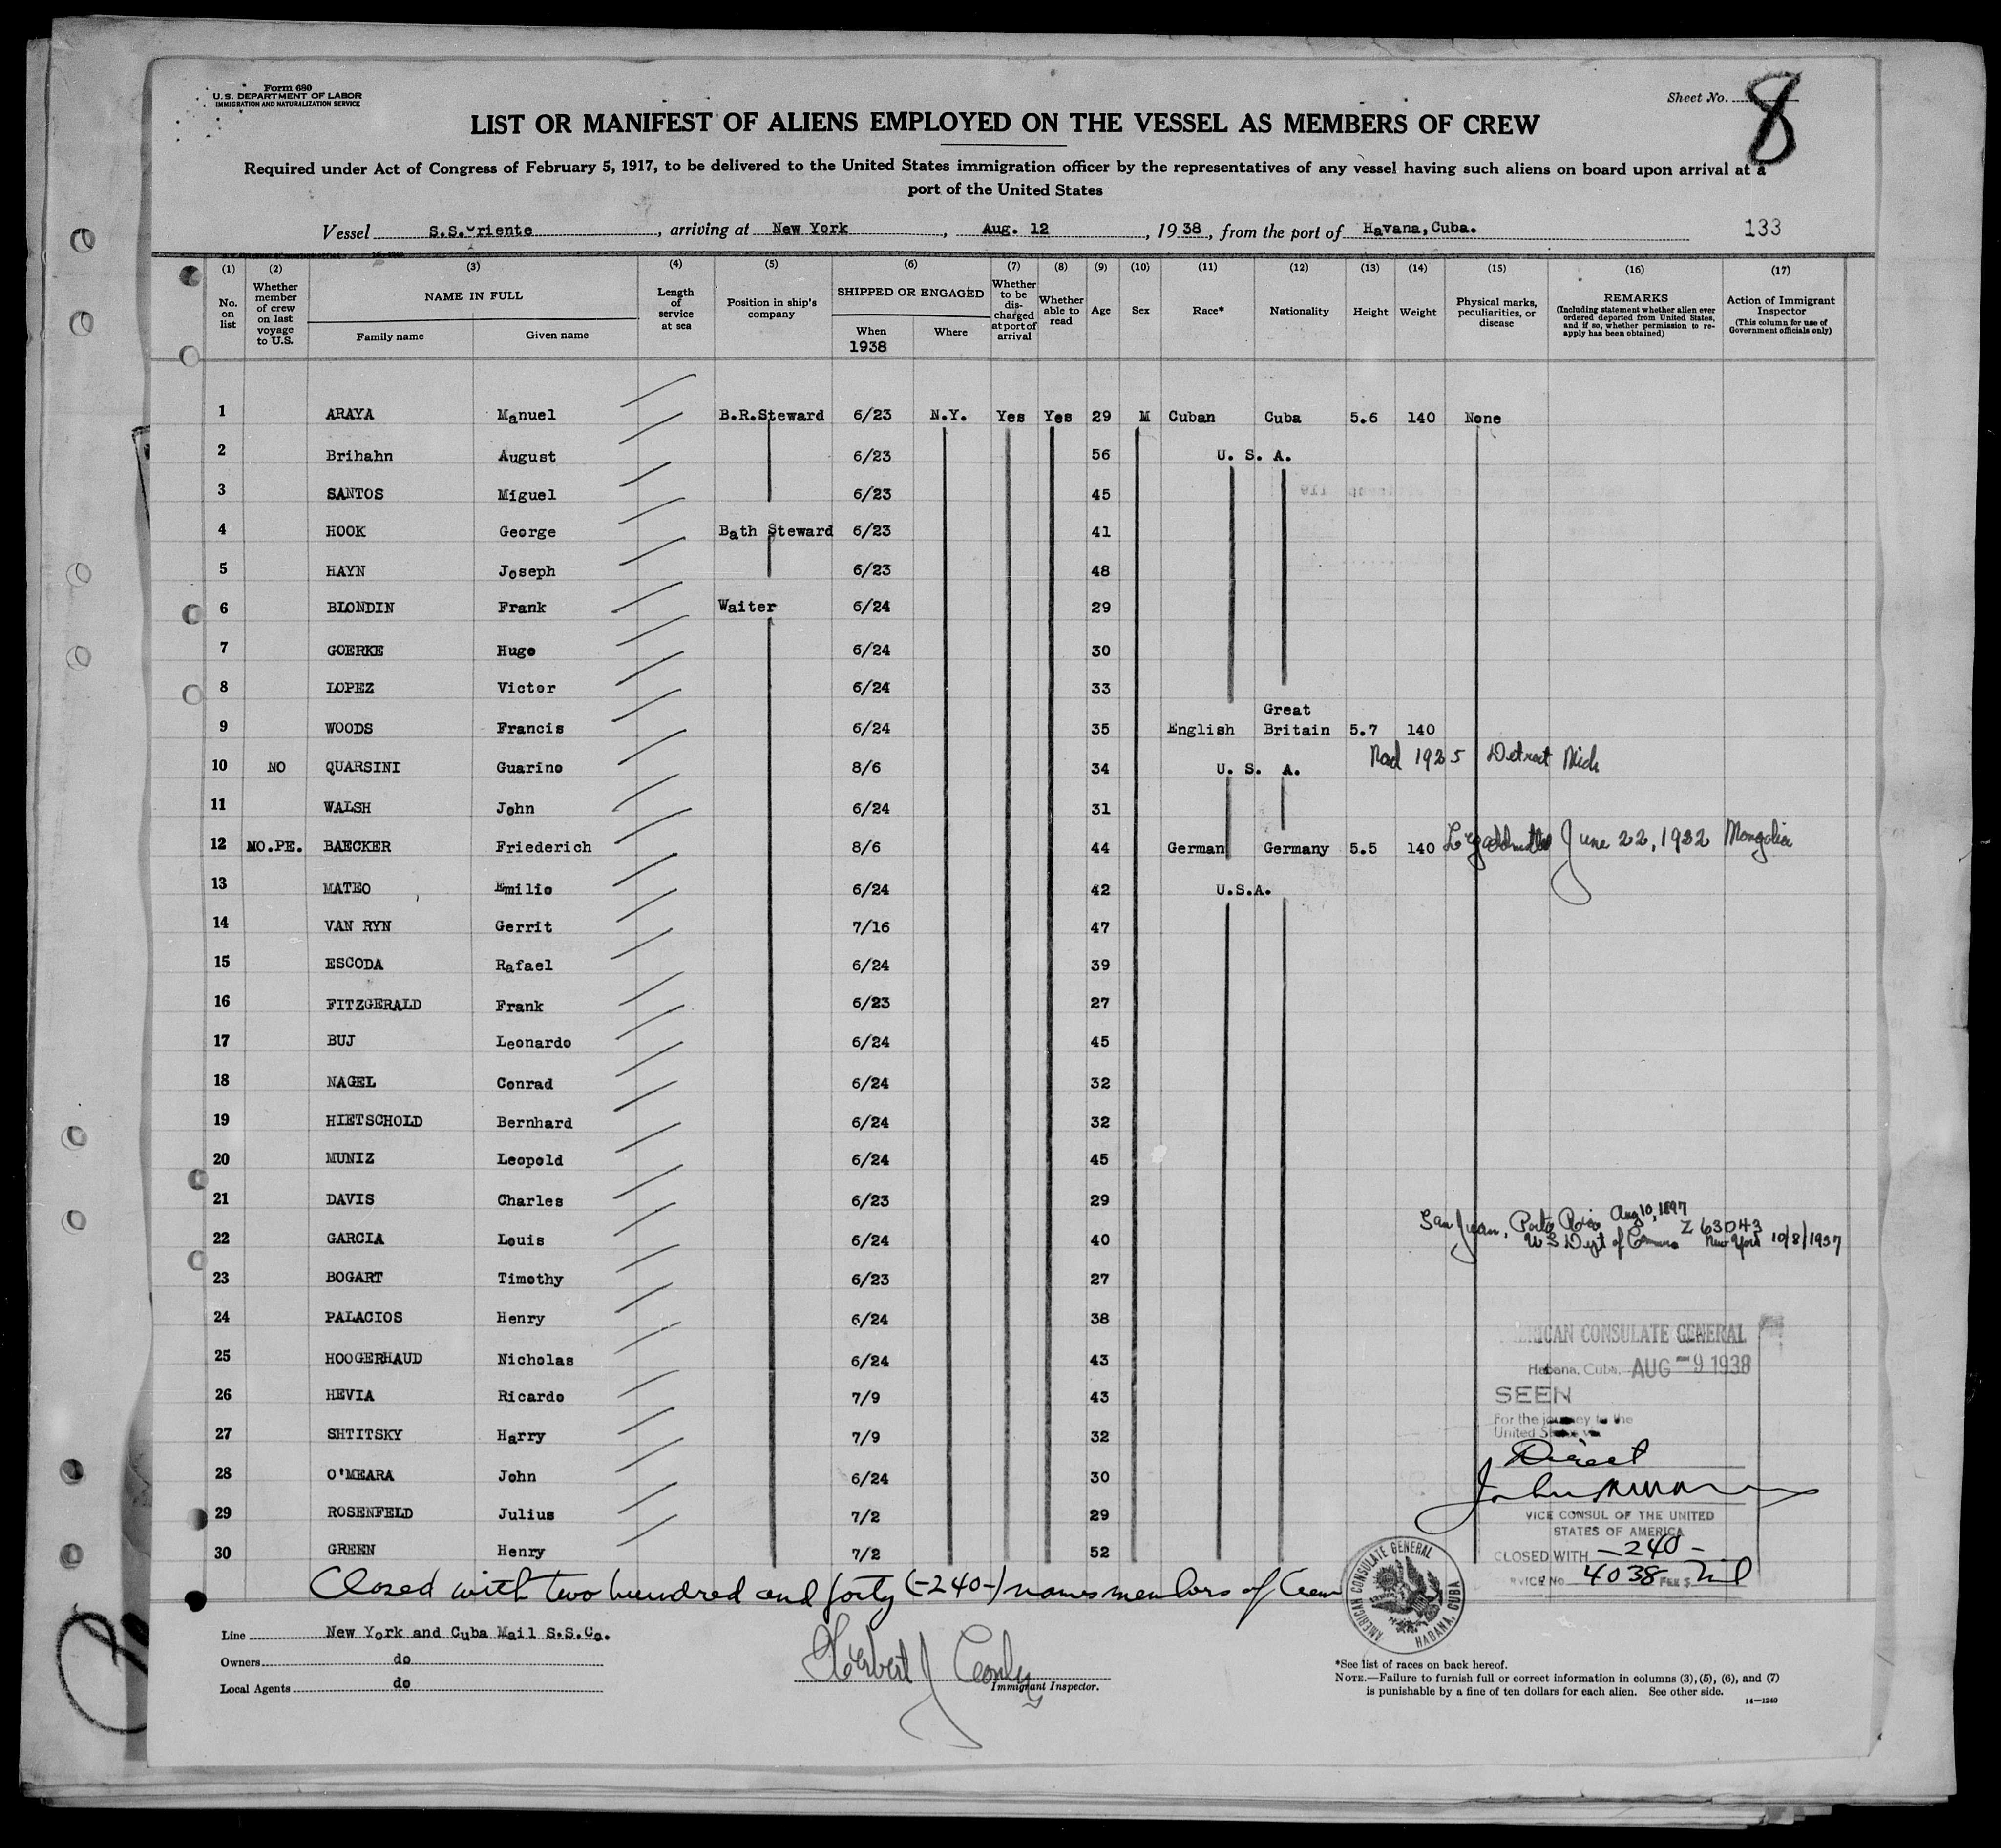 Form 680
U. S. DEPARTMENT OF LABOR
IMMIGRATION AND NATURALIZATION SERVICE
Sheet No. 8
LIST OR MANIFEST OF ALIENS EMPLOYED ON THE VESSEL AS MEMBERS OF CREW
Required under Act of Congress of February 5, 1917, to be delivered to the United States immigration officer by the representatives of any vessel having such aliens on board upon arrival at a
port of the United States
Vessel S.S. riente, arriving at New York, Aug. 12, 1938, from the port of Havana,Cuba. 133
(1) (2) (3) (4) (5) (6) (7) (8) (9) (10) (11) (12) (13) (14) (15) (16) (17)
No. on list
Whether member of crew on last voyage to U.S.
NAME IN FULL
Family name Given name
Length of service at sea
Position in ship's company
SHIPPED OR ENGAGED
When 1938 Where
Whether to be discharged at port of arrival
Whether able to read
Age Sex Race* Nationality Height Weight
Physical marks, peculiarities, or disease
REMARKS
(Including statement whether alien ever ordered deported from United States, and if so, whether permission to re-apply has been obtained)
Action of Immigrant Inspector
(This column for use of Government officials only)
1 ARAYA Manuel B.R.Steward 6/23 N.Y. Yes Yes 29 M Cuban Cuba 5.6 140 None
2 Brihahn August 6/23 56 U. S. A.
3 SANTOS Miguel 6/23 45
4 HOOK George Bath Steward 6/23 41
5 HAYN Joseph 6/23 48
6 BLONDIN Frank Waiter 6/24 29
7 GOERKE Hugo 6/24 30
8 LOPEZ Victor 6/24 33
9 WOODS Francis 6/24 35 English Great Britain 5.7 140
10 NO QUARSINI Guarino 8/6 34 U. S. A. Nad 1925 Detroit Mich
11 WALSH John 6/24 31
12 NO.PE. BAECKER Friederich 8/6 44 German Germany 5.5 140 Leg admitted June 22, 1932 Mongolia
13 MATEO Emilio 6/24 42 U.S.A.
14 VAN RYN Gerrit 7/16 47
15 ESCODA Rafael 6/24 39
16 FITZGERALD Frank 6/23 27
17 BUJ Leonardo 6/24 45
18 NAGEL Conrad 6/24 32
19 HIETSCHOLD Bernhard 6/24 32
20 MUNIZ Leopold 6/24 45
21 DAVIS Charles 6/23 29
22 GARCIA Louis 6/24 40 San Juan, Porto Rico Aug 10, 1897 Z 63043
US Dept of Commerce New York 10/8/1937
23 BOGART Timothy 6/23 27
24 PALACIOS Henry 6/24 38
25 HOOGERHAUD Nicholas 6/24 43
26 HEVIA Ricardo 7/9 43
27 SHTITSKY Harry 7/9 32
28 O'MEARA John 6/24 30
29 ROSENFELD Julius 7/2 29
30 GREEN Henry 7/2 52
AMERICAN CONSULATE GENERAL
Habana, Cuba, AUG -9 1938
SEEN
For the journey to the
United States via
Direct
VICE CONSUL OF THE UNITED
STATES OF AMERICA
CLOSED WITH -240-
SERVICE No 4038 FEE $ Nil
Closed with two hundred and forty (-240-) names members of Crew
AMERICAN CONSULATE GENERAL HABANA, CUBA
Line New York and Cuba Mail S.S.Co.
Owners do
Local Agents do
Herbert J Conly
Immigrant Inspector.
*See list of races on back hereof.
NOTE.—Failure to furnish full or correct information in columns (3), (5), (6), and (7)
is punishable by a fine of ten dollars for each alien. See other side.
14—1240